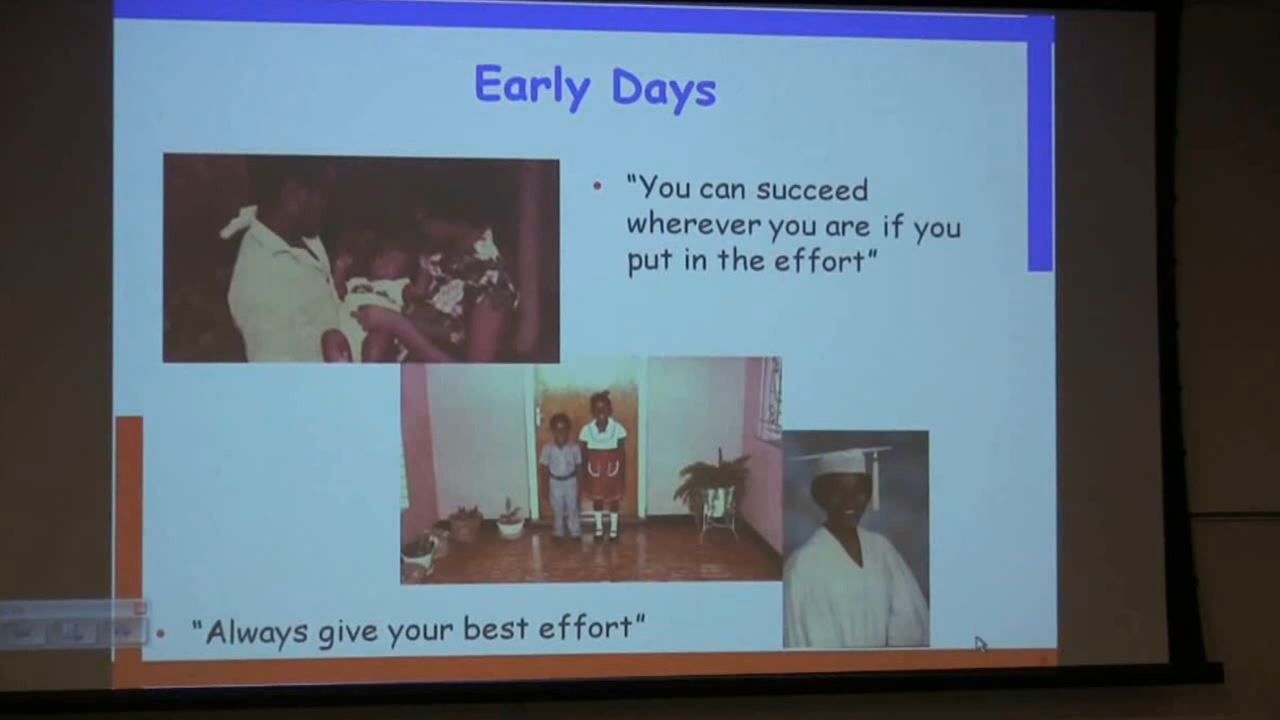 Early Days
• "You can succeed
wherever you are if you
put in the effort"
• "Always give your best effort"